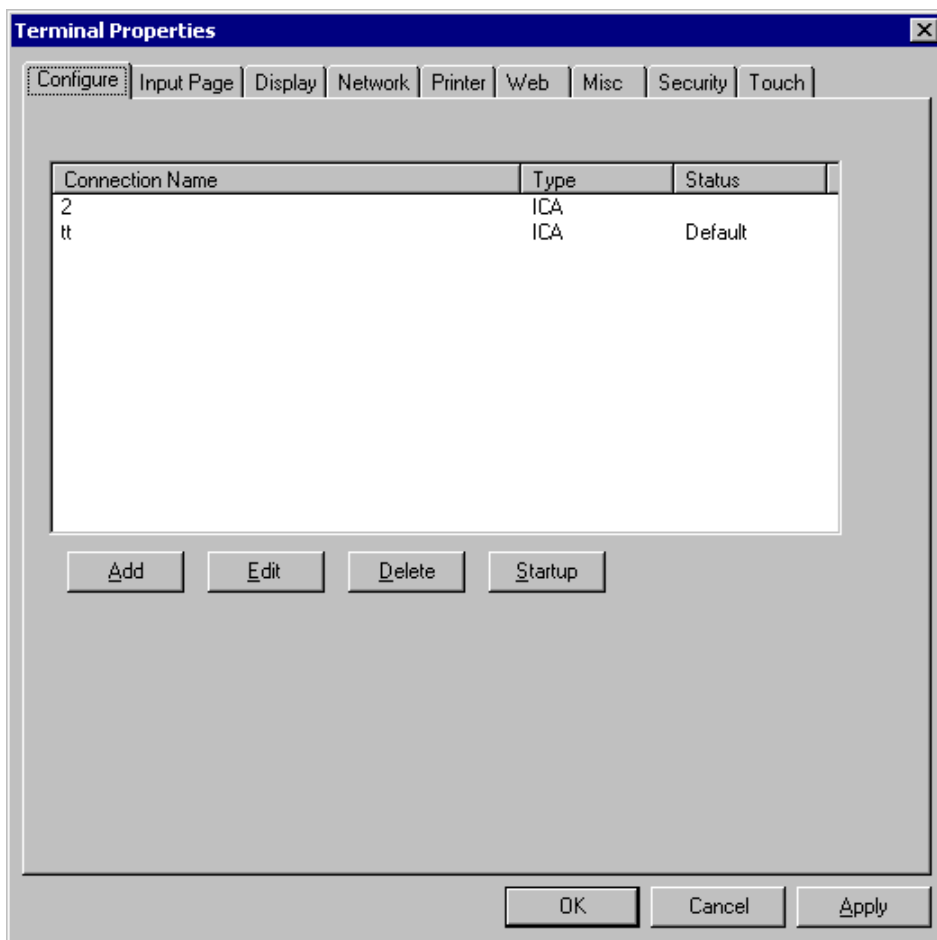 Terminal Properties
Configure Input Page Display Network Printer Web Misc Security Touch
Connection Name Type Status
2 ICA
tt ICA Default
Add Edit Delete Startup
OK Cancel Apply